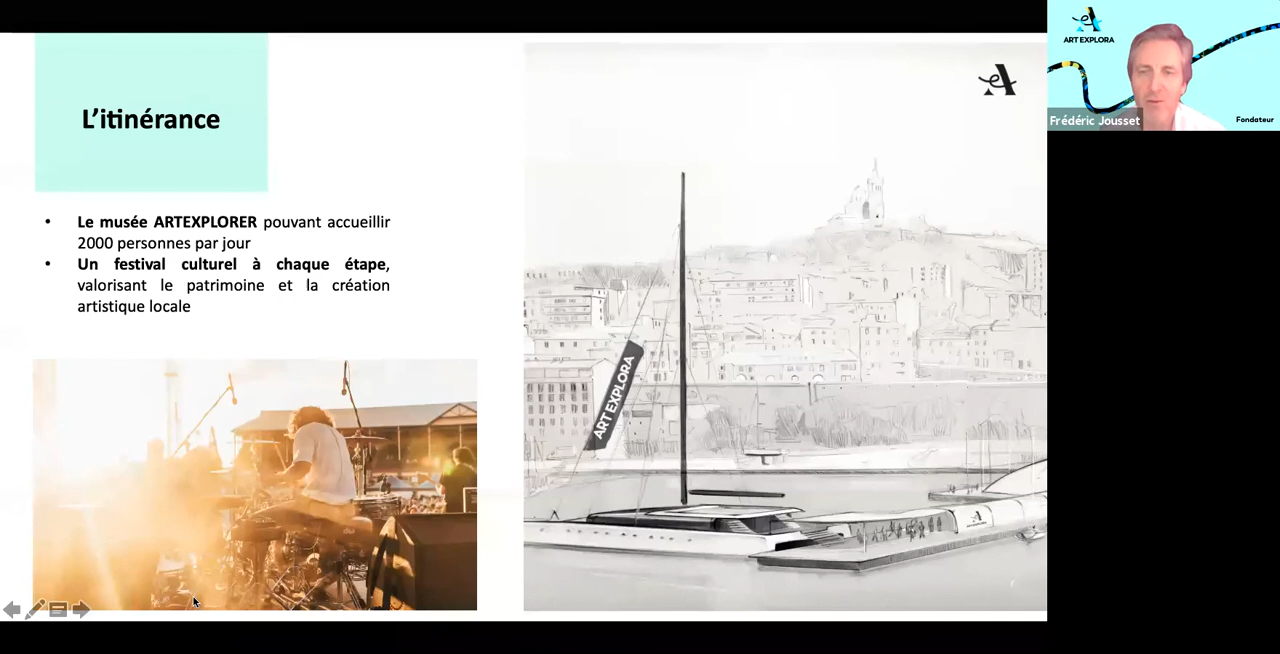 L'itinérance
• Le musée ARTEXPLORER pouvant accueillir
2000 personnes par jour
• Un festival culturel à chaque étape,
valorisant le patrimoine et la création
artistique locale
ART EXPLORA
ART EXPLORA
Frédéric Jousset
Fondateur